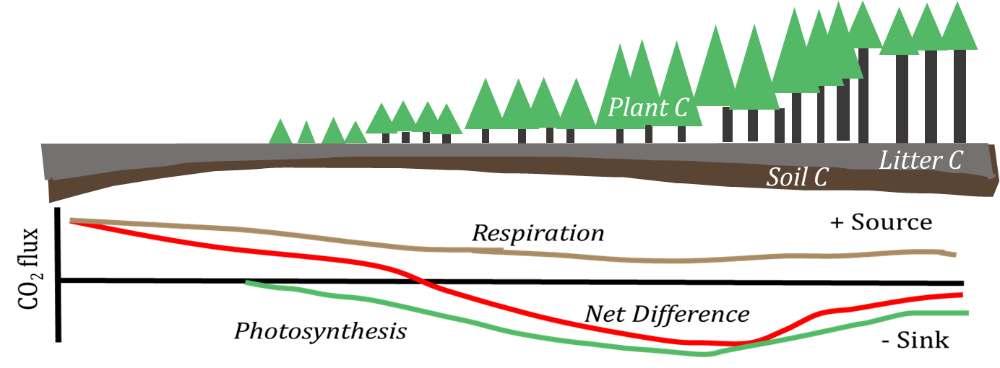 Plant C
Litter C
Soil C
+ Source
Respiration
CO₂ flux
Net Difference
Photosynthesis
- Sink